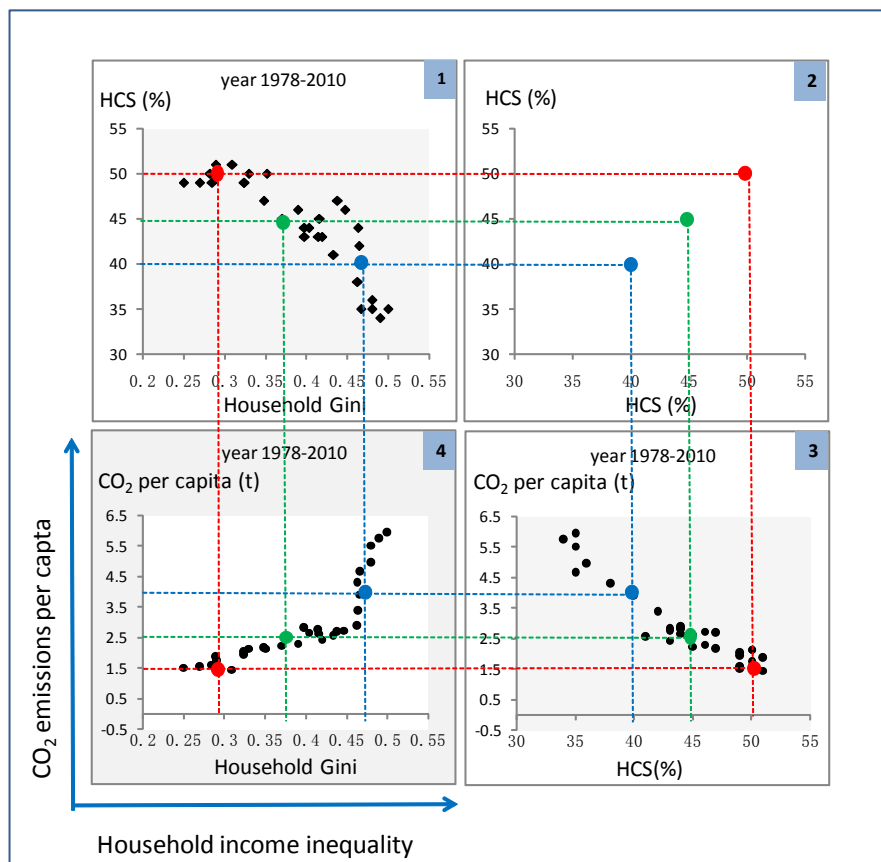 year 1978-2010
1
HCS (%)
55
50
45
40
35
30
0.2 0.25 0.3 0.35 0.4 0.45 0.5 0.55
Household Gini
2
HCS (%)
55
50
45
40
35
30
30 35 40 45 50 55
HCS (%)
year 1978-2010
4
CO₂ per capita (t)
6.5
5.5
4.5
3.5
2.5
1.5
0.5
-0.5
0.2 0.25 0.3 0.35 0.4 0.45 0.5 0.55
Household Gini
year 1978-2010
3
CO₂ per capita (t)
6.5
5.5
4.5
3.5
2.5
1.5
0.5
-0.5
30 35 40 45 50 55
HCS(%)
CO₂ emissions per capta
Household income inequality